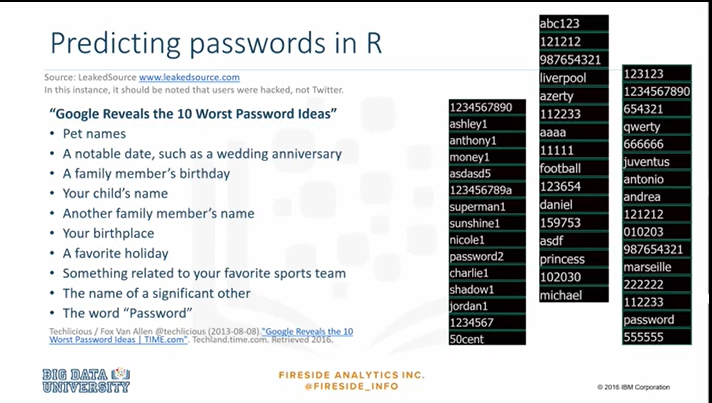 Predicting passwords in R
Source: LeakedSource www.leakedsource.com
In this instance, it should be noted that users were hacked, not Twitter.
“Google Reveals the 10 Worst Password Ideas”
• Pet names
• A notable date, such as a wedding anniversary
• A family member’s birthday
• Your child’s name
• Another family member’s name
• Your birthplace
• A favorite holiday
• Something related to your favorite sports team
• The name of a significant other
• The word “Password”
Techlicious / Fox Van Allen @techlicious (2013-08-08)."Google Reveals the 10
Worst Password Ideas | TIME.com". Techland.time.com. Retrieved 2016.
1234567890
ashley1
anthony1
money1
asdasd5
123456789a
superman1
sunshine1
nicole1
password2
charlie1
shadow1
jordan1
1234567
50cent
abc123
121212
987654321
liverpool
azerty
112233
aaaa
11111
football
123654
daniel
159753
asdf
princess
102030
michael
123123
1234567890
654321
qwerty
666666
juventus
antonio
andrea
121212
010203
987654321
marseille
222222
112233
password
555555
BIG DATA
UNIVERSITY
FIRESIDE ANALYTICS INC.
@FIRESIDE_INFO
© 2016 IBM Corporation